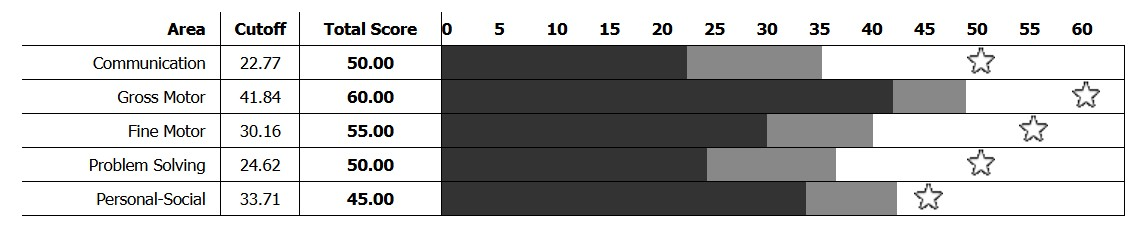 Area Cutoff Total Score 0 5 10 15 20 25 30 35 40 45 50 55 60
Communication 22.77 50.00
Gross Motor 41.84 60.00
Fine Motor 30.16 55.00
Problem Solving 24.62 50.00
Personal-Social 33.71 45.00